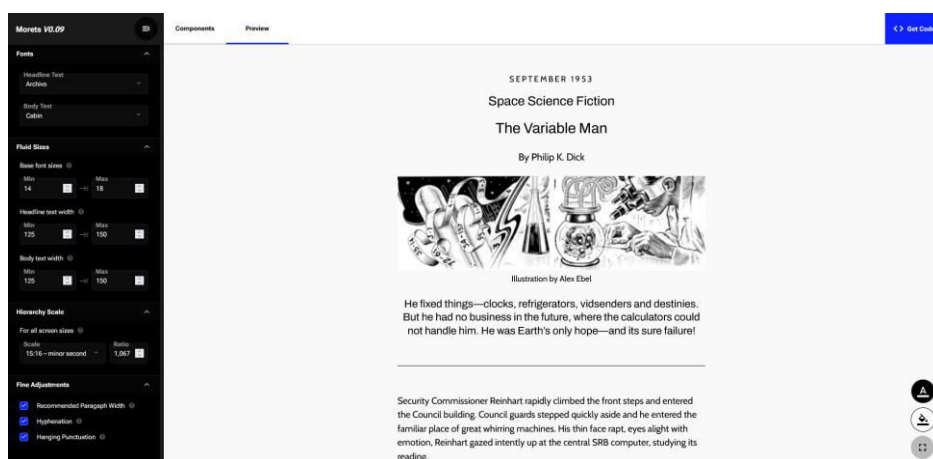 Morets V0.09
Components
Preview
<> Get Code
Fonts
Headline Text
Archivo
Body Text
Cabin
Fluid Sizes
Base font sizes
Min
14
Max
18
Headline text width
Min
125
Max
150
Body text width
Min
125
Max
150
Hierarchy Scale
For all screen sizes
Scale
15:16 – minor second
Ratio
1,067
Fine Adjustments
Recommended Paragraph Width
Hyphenation
Hanging Punctuation
SEPTEMBER 1953
Space Science Fiction
The Variable Man
By Philip K. Dick
Illustration by Alex Ebel
He fixed things—clocks, refrigerators, vidsenders and destinies.
But he had no business in the future, where the calculators could
not handle him. He was Earth's only hope—and its sure failure!
Security Commissioner Reinhart rapidly climbed the front steps and entered
the Council building. Council guards stepped quickly aside and he entered the
familiar place of great whirring machines. His thin face rapt, eyes alight with
emotion, Reinhart gazed intently up at the central SRB computer, studying its
reading.
A